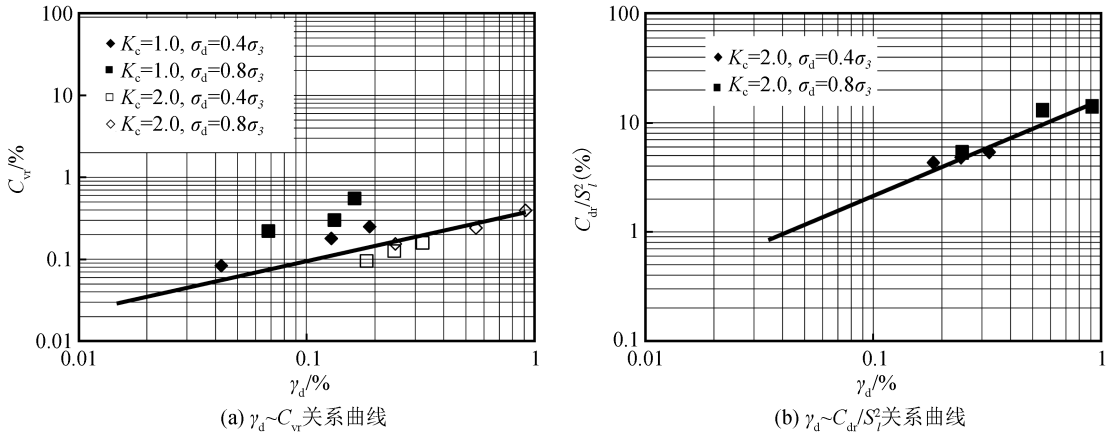 100
10
1
0.1
0.01
C_vr/%
K_c=1.0, σ_d=0.4σ_3
K_c=1.0, σ_d=0.8σ_3
K_c=2.0, σ_d=0.4σ_3
K_c=2.0, σ_d=0.8σ_3
0.01 0.1 1
γ_d/%
(a) γ_d~C_vr关系曲线
100
10
1
0.1
C_dr/S_l^2(%)
K_c=2.0, σ_d=0.4σ_3
K_c=2.0, σ_d=0.8σ_3
0.01 0.1 1
γ_d/%
(b) γ_d~C_dr/S_l^2关系曲线